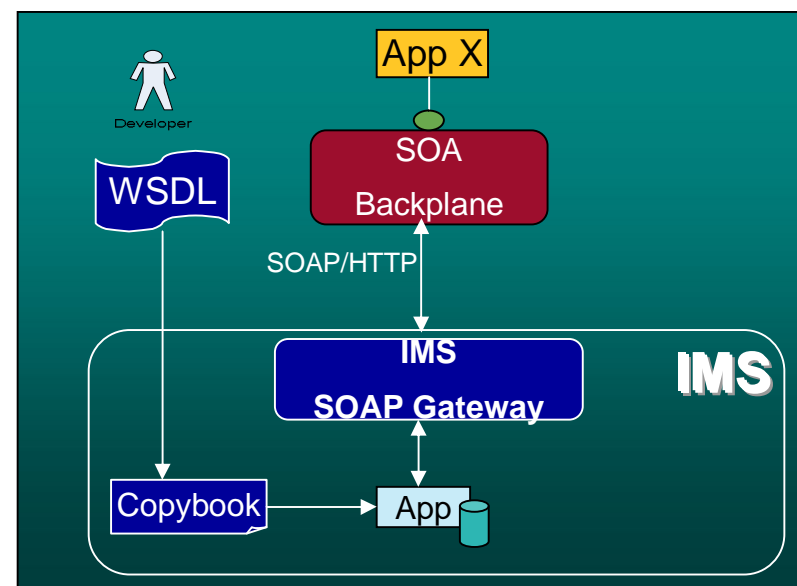 App X
Developer
SOA
Backplane
WSDL
SOAP/HTTP
IMS
SOAP Gateway
IMS
Copybook
App